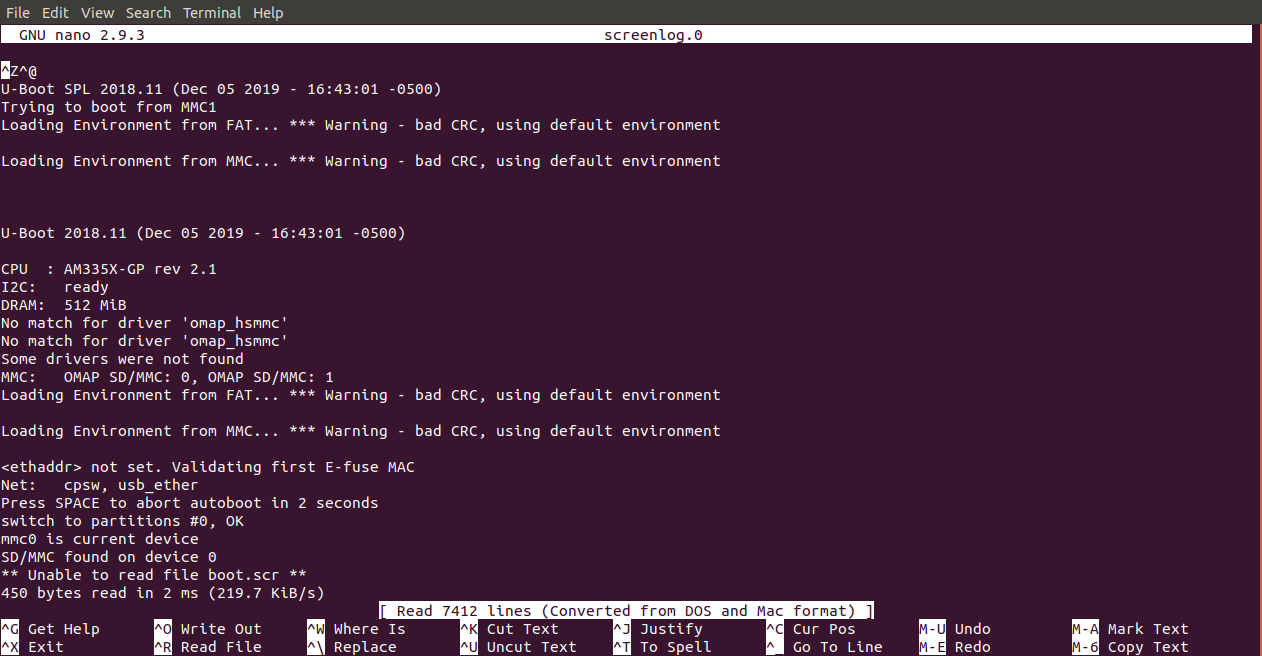 File Edit View Search Terminal Help
GNU nano 2.9.3 screenlog.0
^Z^@
U-Boot SPL 2018.11 (Dec 05 2019 - 16:43:01 -0500)
Trying to boot from MMC1
Loading Environment from FAT... *** Warning - bad CRC, using default environment
Loading Environment from MMC... *** Warning - bad CRC, using default environment
U-Boot 2018.11 (Dec 05 2019 - 16:43:01 -0500)
CPU  : AM335X-GP rev 2.1
I2C:   ready
DRAM:  512 MiB
No match for driver 'omap_hsmmc'
No match for driver 'omap_hsmmc'
Some drivers were not found
MMC:   OMAP SD/MMC: 0, OMAP SD/MMC: 1
Loading Environment from FAT... *** Warning - bad CRC, using default environment
Loading Environment from MMC... *** Warning - bad CRC, using default environment
<ethaddr> not set. Validating first E-fuse MAC
Net:   cpsw, usb_ether
Press SPACE to abort autoboot in 2 seconds
switch to partitions #0, OK
mmc0 is current device
SD/MMC found on device 0
** Unable to read file boot.scr **
450 bytes read in 2 ms (219.7 KiB/s)
[ Read 7412 lines (Converted from DOS and Mac format) ]
^G Get Help ^O Write Out ^W Where Is ^K Cut Text ^J Justify ^C Cur Pos M-U Undo M-A Mark Text
^X Exit ^R Read File ^\ Replace ^U Uncut Text ^T To Spell ^_ Go To Line M-E Redo M-6 Copy Text